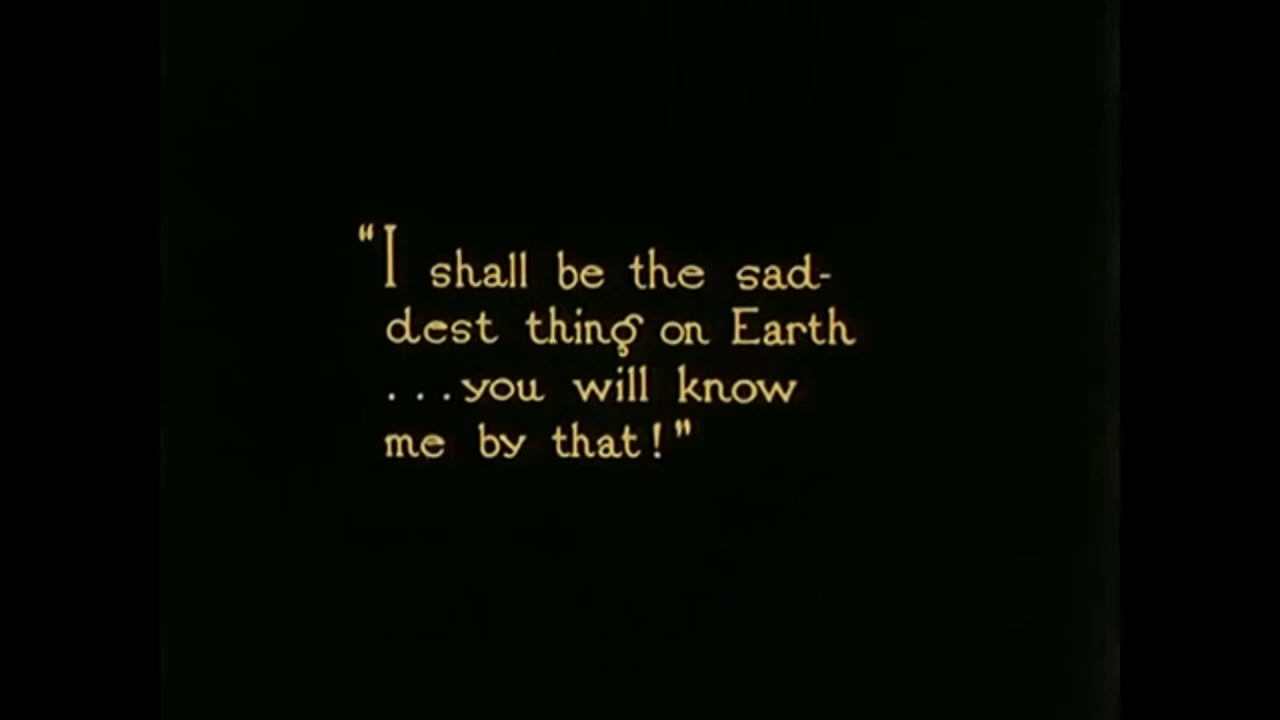 “I shall be the sad-
dest thing on Earth
...you will know
me by that!”